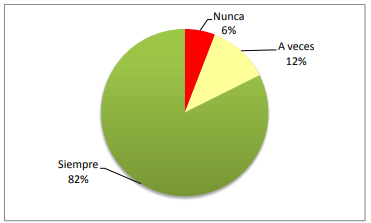 Nunca
6%
A veces
12%
Siempre
82%